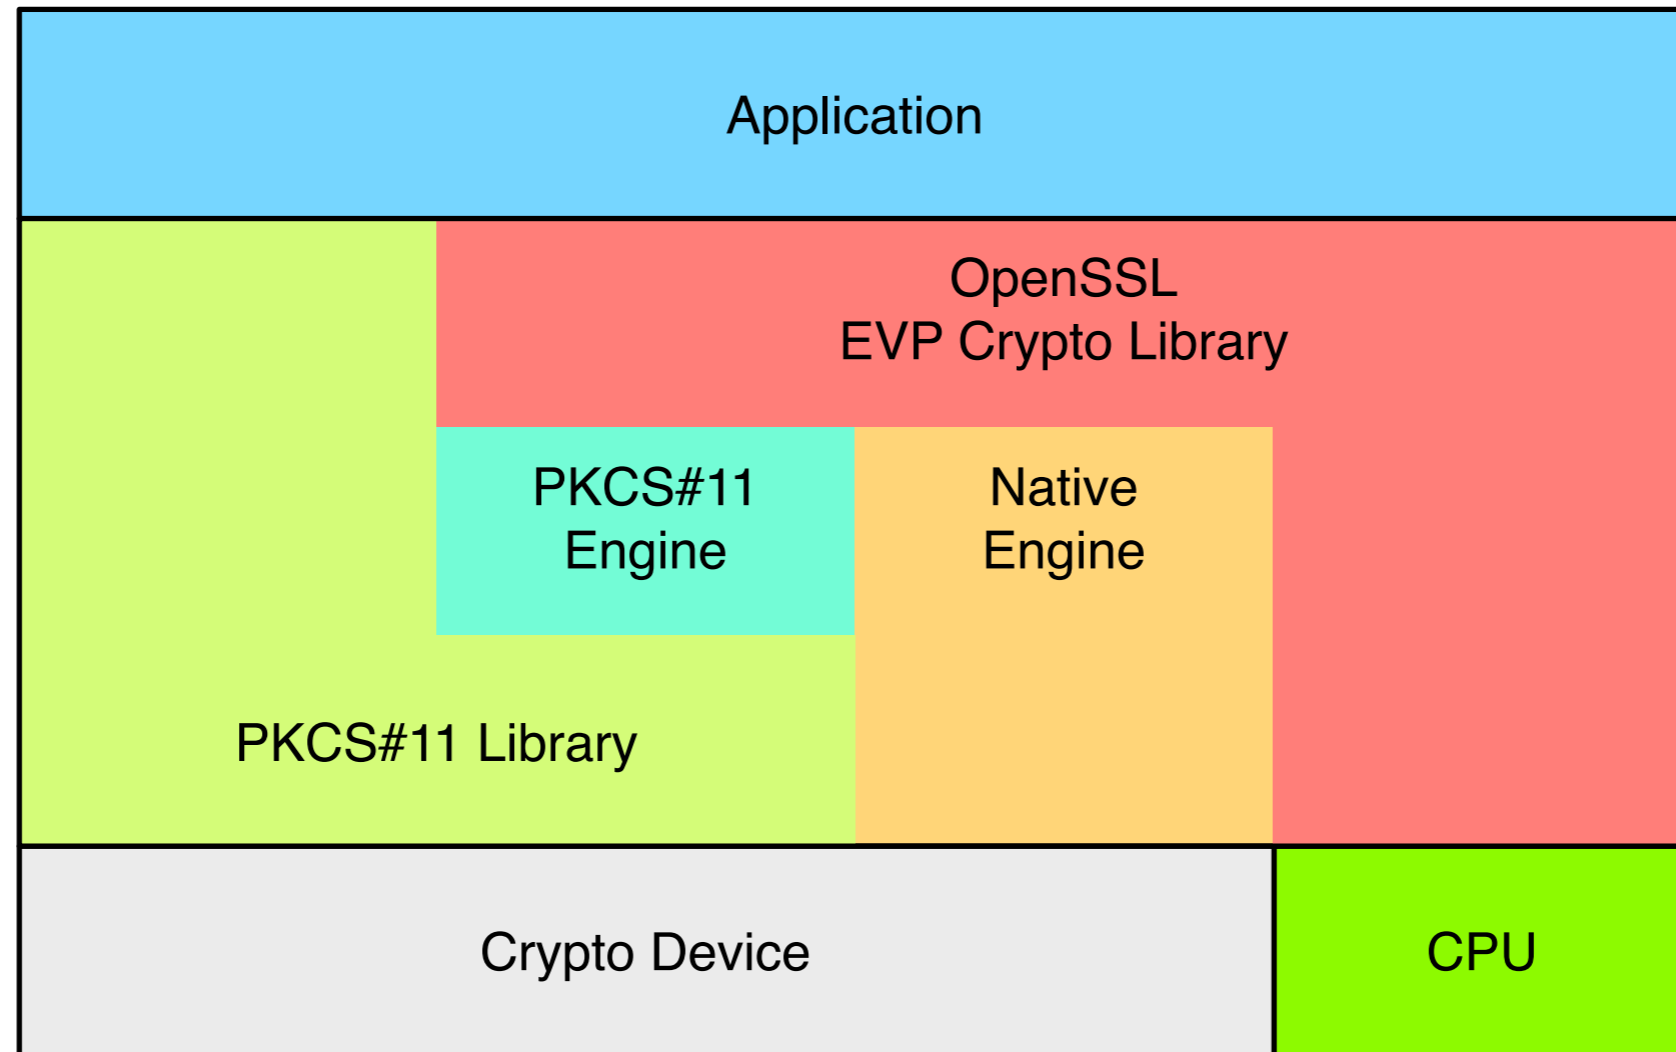 Application
OpenSSL
EVP Crypto Library
PKCS#11
Engine
Native
Engine
PKCS#11 Library
Crypto Device
CPU